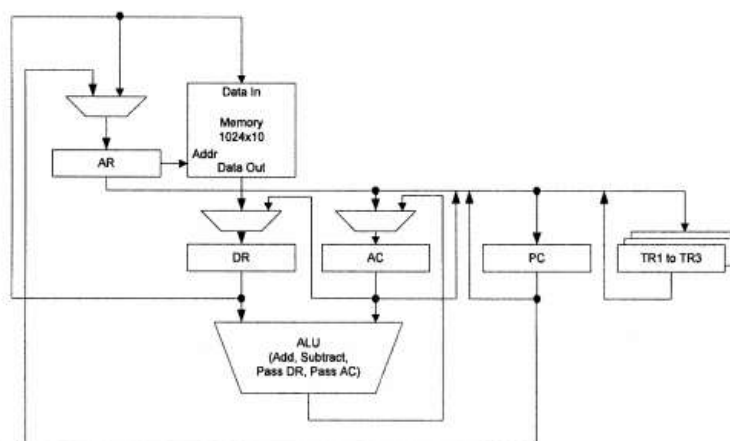 Data In
Memory
1024x10
Addr
Data Out
AR
DR
AC
PC
TR1 to TR3
ALU
(Add, Subtract,
Pass DR, Pass AC)